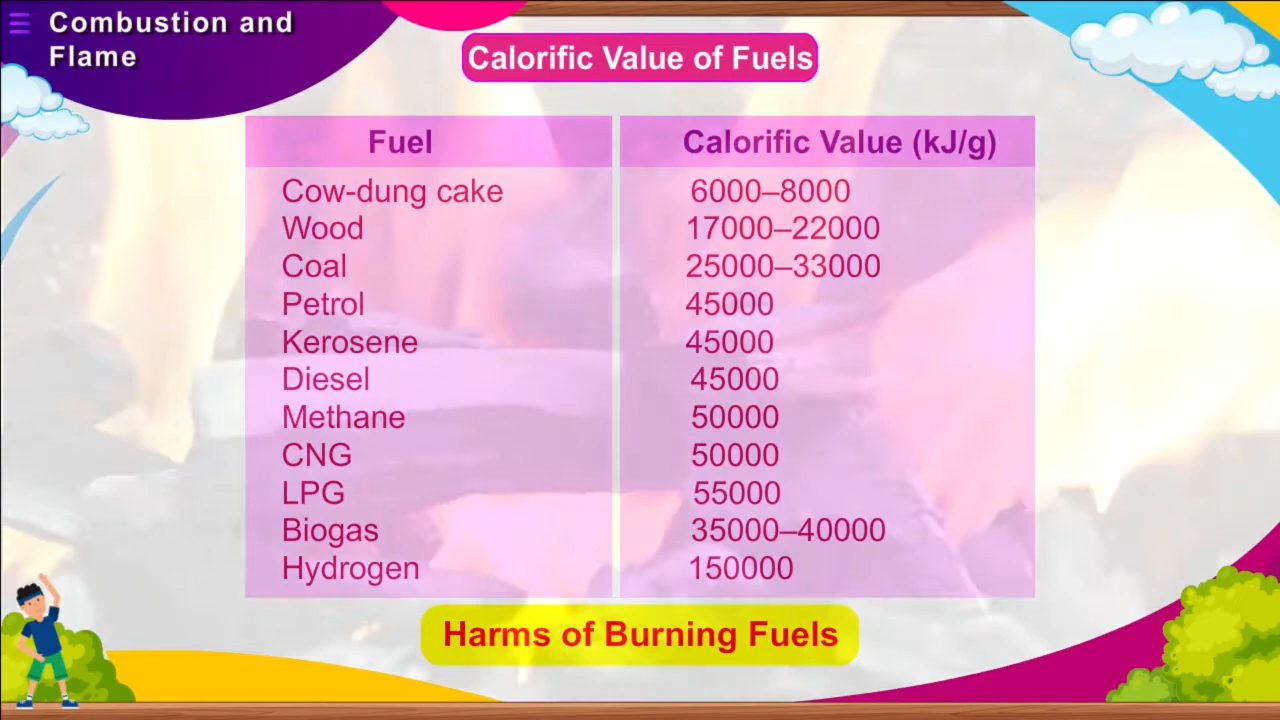 Combustion and
Flame
Calorific Value of Fuels
Fuel Calorific Value (kJ/g)
Cow-dung cake 6000–8000
Wood 17000–22000
Coal 25000–33000
Petrol 45000
Kerosene 45000
Diesel 45000
Methane 50000
CNG 50000
LPG 55000
Biogas 35000–40000
Hydrogen 150000
Harms of Burning Fuels